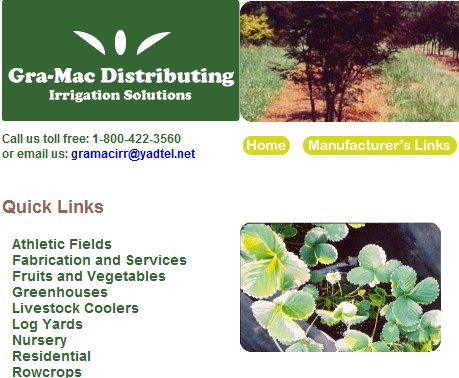 Gra-Mac Distributing
Irrigation Solutions
Call us toll free: 1-800-422-3560
or email us: gramacirr@yadtel.net
Home
Manufacturer's Links
Quick Links
Athletic Fields
Fabrication and Services
Fruits and Vegetables
Greenhouses
Livestock Coolers
Log Yards
Nursery
Residential
Rowcrops